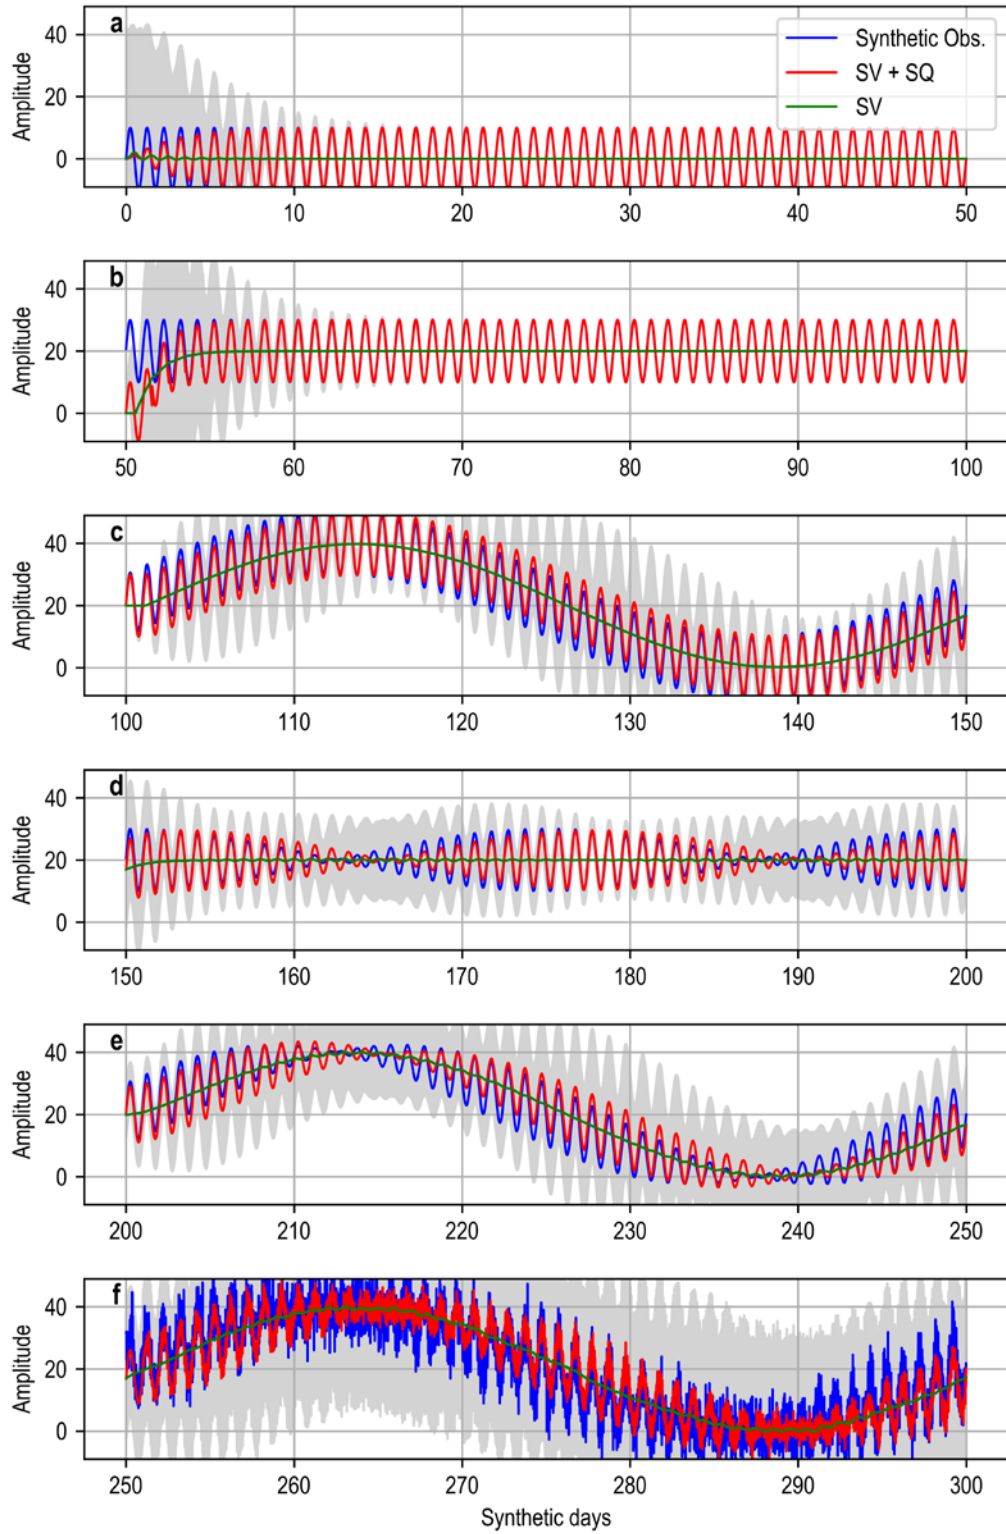 a
Amplitude
40
20
0
Synthetic Obs.
SV + SQ
SV
0 10 20 30 40 50
b
Amplitude
40
20
0
50 60 70 80 90 100
c
Amplitude
40
20
0
100 110 120 130 140 150
d
Amplitude
40
20
0
150 160 170 180 190 200
e
Amplitude
40
20
0
200 210 220 230 240 250
f
Amplitude
40
20
0
250 260 270 280 290 300
Synthetic days